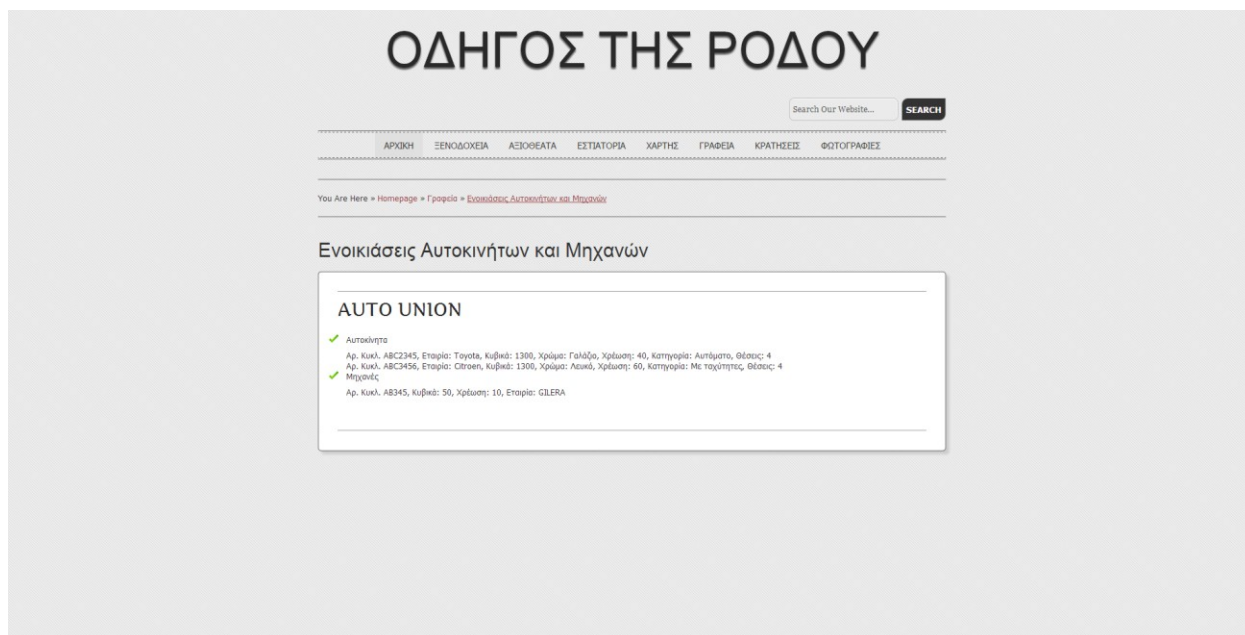 ΟΔΗΓΟΣ ΤΗΣ ΡΟΔΟΥ
Search Our Website... SEARCH
ΑΡΧΙΚΗ ΞΕΝΟΔΟΧΕΙΑ ΑΞΙΟΘΕΑΤΑ ΕΣΤΙΑΤΟΡΙΑ ΧΑΡΤΗΣ ΓΡΑΦΕΙΑ ΚΡΑΤΗΣΕΙΣ ΦΩΤΟΓΡΑΦΙΕΣ
You Are Here » Homepage » Γραφεία » Ενοικιάσεις Αυτοκινήτων και Μηχανών
Ενοικιάσεις Αυτοκινήτων και Μηχανών
AUTO UNION
Αυτοκίνητα
Αρ. Κυκλ. ABC2345, Εταιρία: Toyota, Κυβικά: 1300, Χρώμα: Γαλάζιο, Χρέωση: 40, Κατηγορία: Αυτόματο, Θέσεις: 4
Αρ. Κυκλ. ABC3456, Εταιρία: Citroen, Κυβικά: 1300, Χρώμα: Λευκό, Χρέωση: 60, Κατηγορία: Με ταχύτητες, Θέσεις: 4
Μηχανές
Αρ. Κυκλ. AB345, Κυβικά: 50, Χρέωση: 10, Εταιρία: GILERA